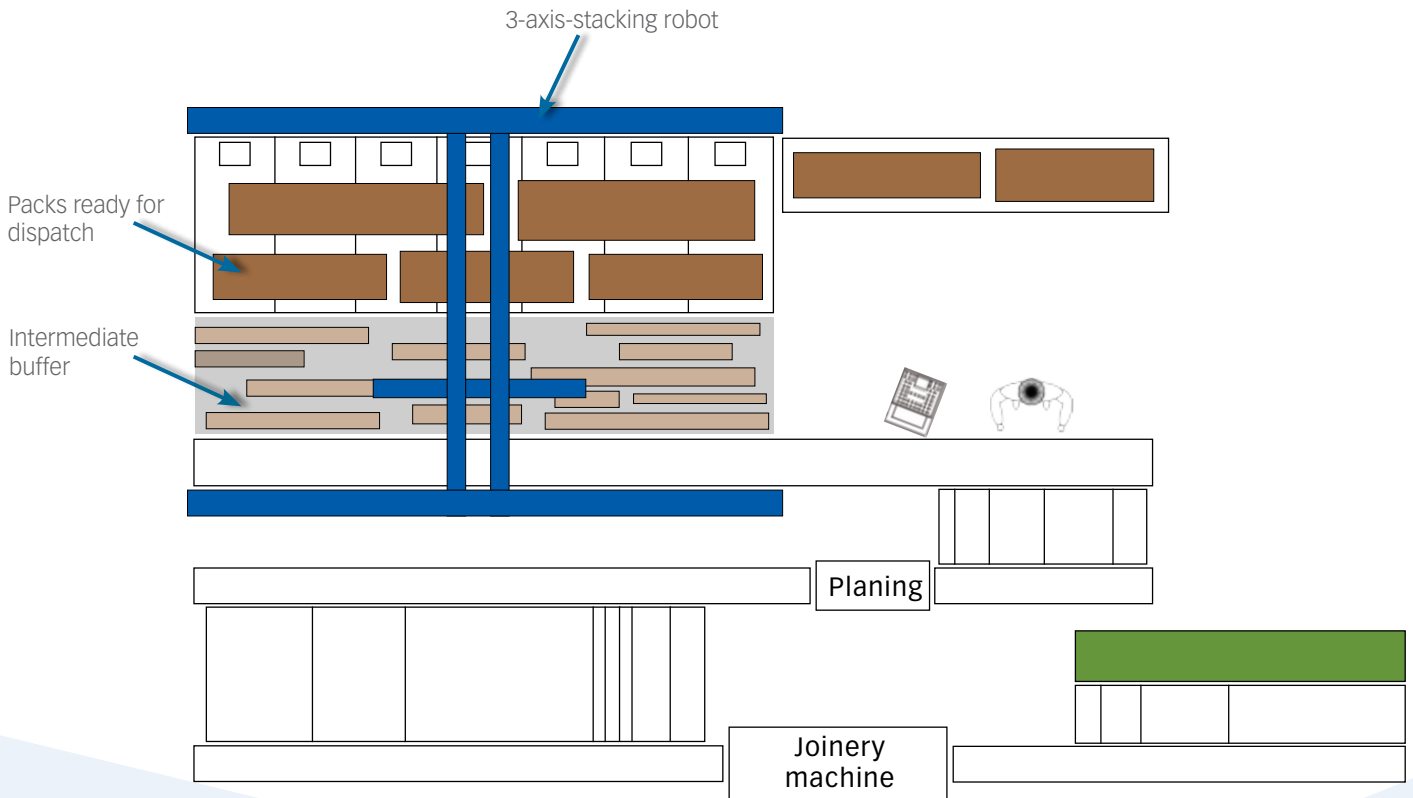 3-axis-stacking robot
Packs ready for
dispatch
Intermediate
buffer
Planing
Joinery
machine